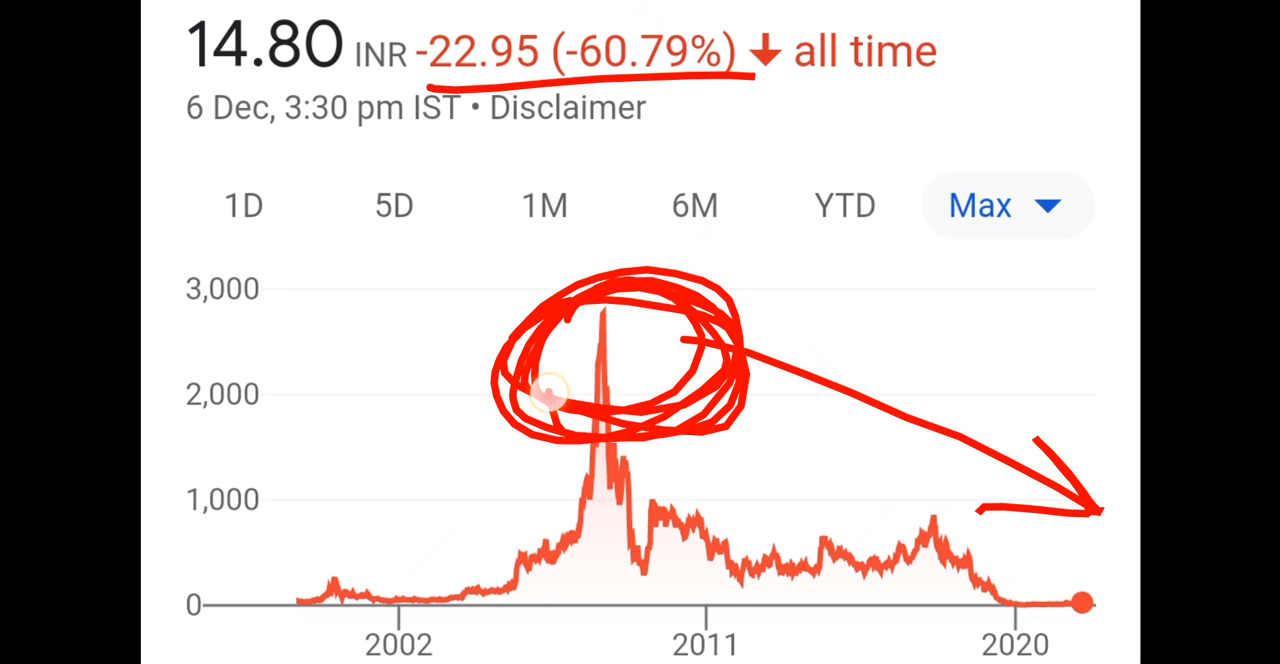 14.80 INR -22.95 (-60.79%) ↓ all time
6 Dec, 3:30 pm IST • Disclaimer
1D 5D 1M 6M YTD Max
3,000
2,000
1,000
0
2002 2011 2020